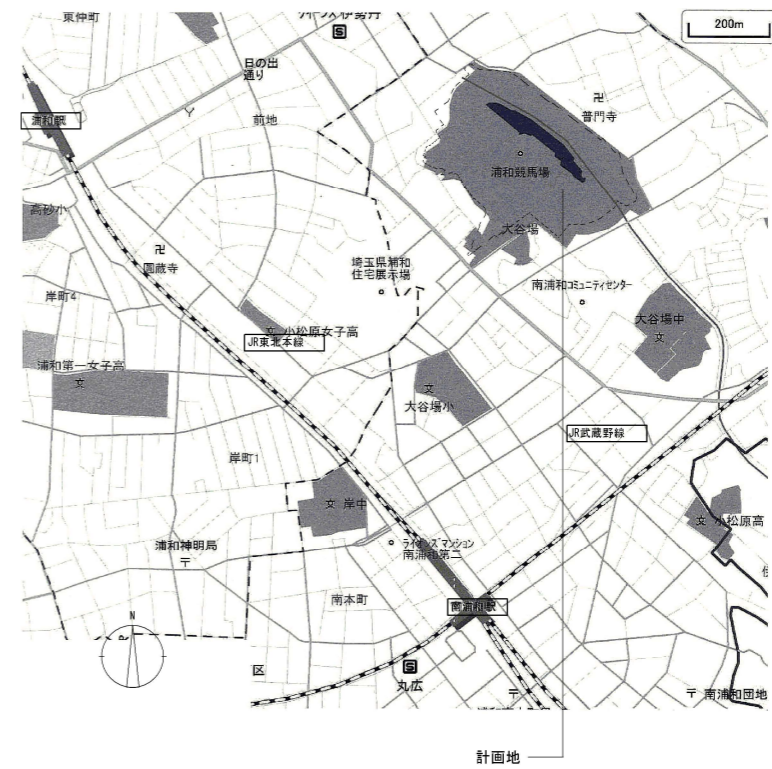 東仲町
200m
日の出
通り
浦和駅
前地
普門寺
浦和競馬場
高砂小
大谷場
圓蔵寺
埼玉県浦和
住宅展示場
南浦和コミュニティセンター
岸町4
大谷場中
文
文 小松原女子高
JR東北本線
浦和第一女子高
文
文
大谷場小
JR武蔵野線
岸町1
文 岸中
文 小松原高
浦和神明局
〒
ライオンズマンション
南浦和第二
南本町
南浦和駅
N
区
S
丸広
〒
〒 南浦和団地
計画地